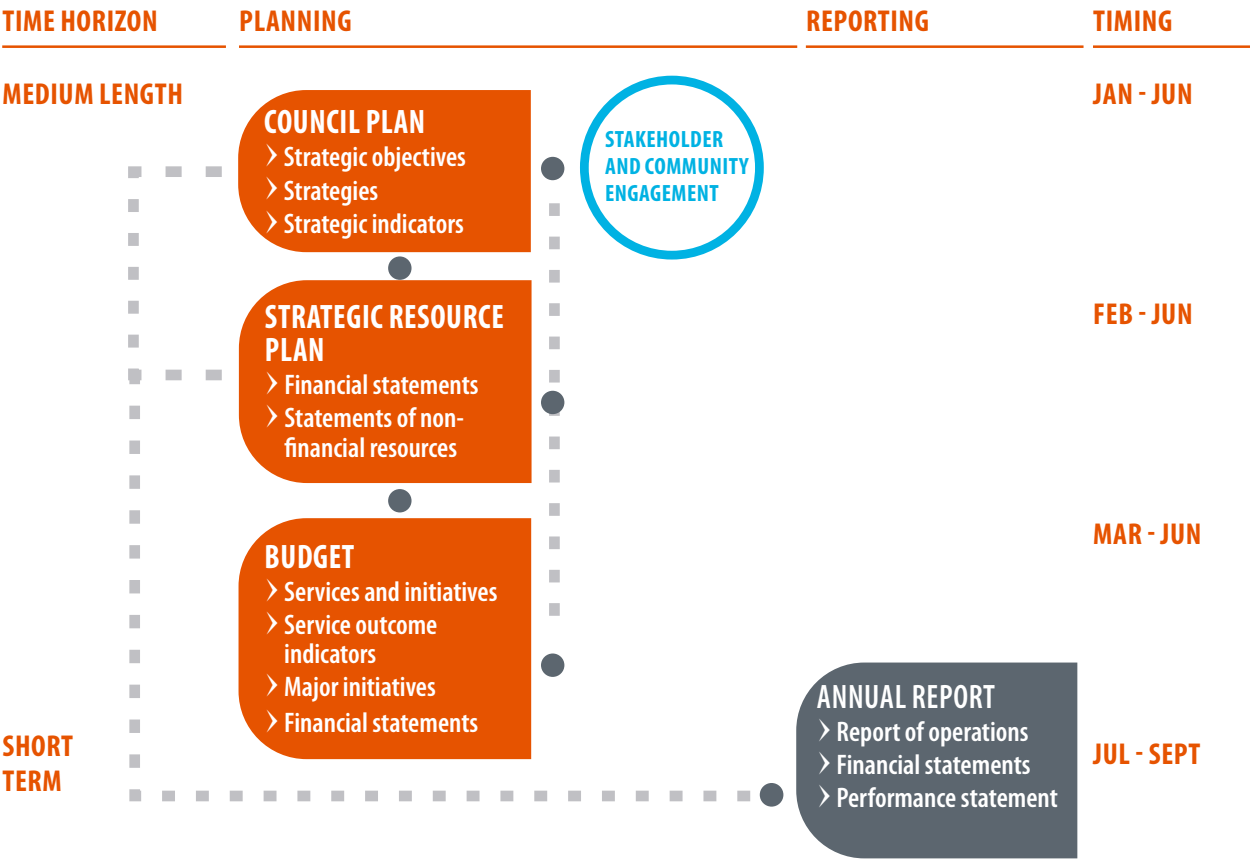 TIME HORIZON
PLANNING
REPORTING
TIMING
MEDIUM LENGTH
COUNCIL PLAN
› Strategic objectives
› Strategies
› Strategic indicators
STAKEHOLDER
AND COMMUNITY
ENGAGEMENT
JAN - JUN
STRATEGIC RESOURCE
PLAN
› Financial statements
› Statements of non-
financial resources
FEB - JUN
BUDGET
› Services and initiatives
› Service outcome
indicators
› Major initiatives
› Financial statements
MAR - JUN
SHORT
TERM
ANNUAL REPORT
› Report of operations
› Financial statements
› Performance statement
JUL - SEPT